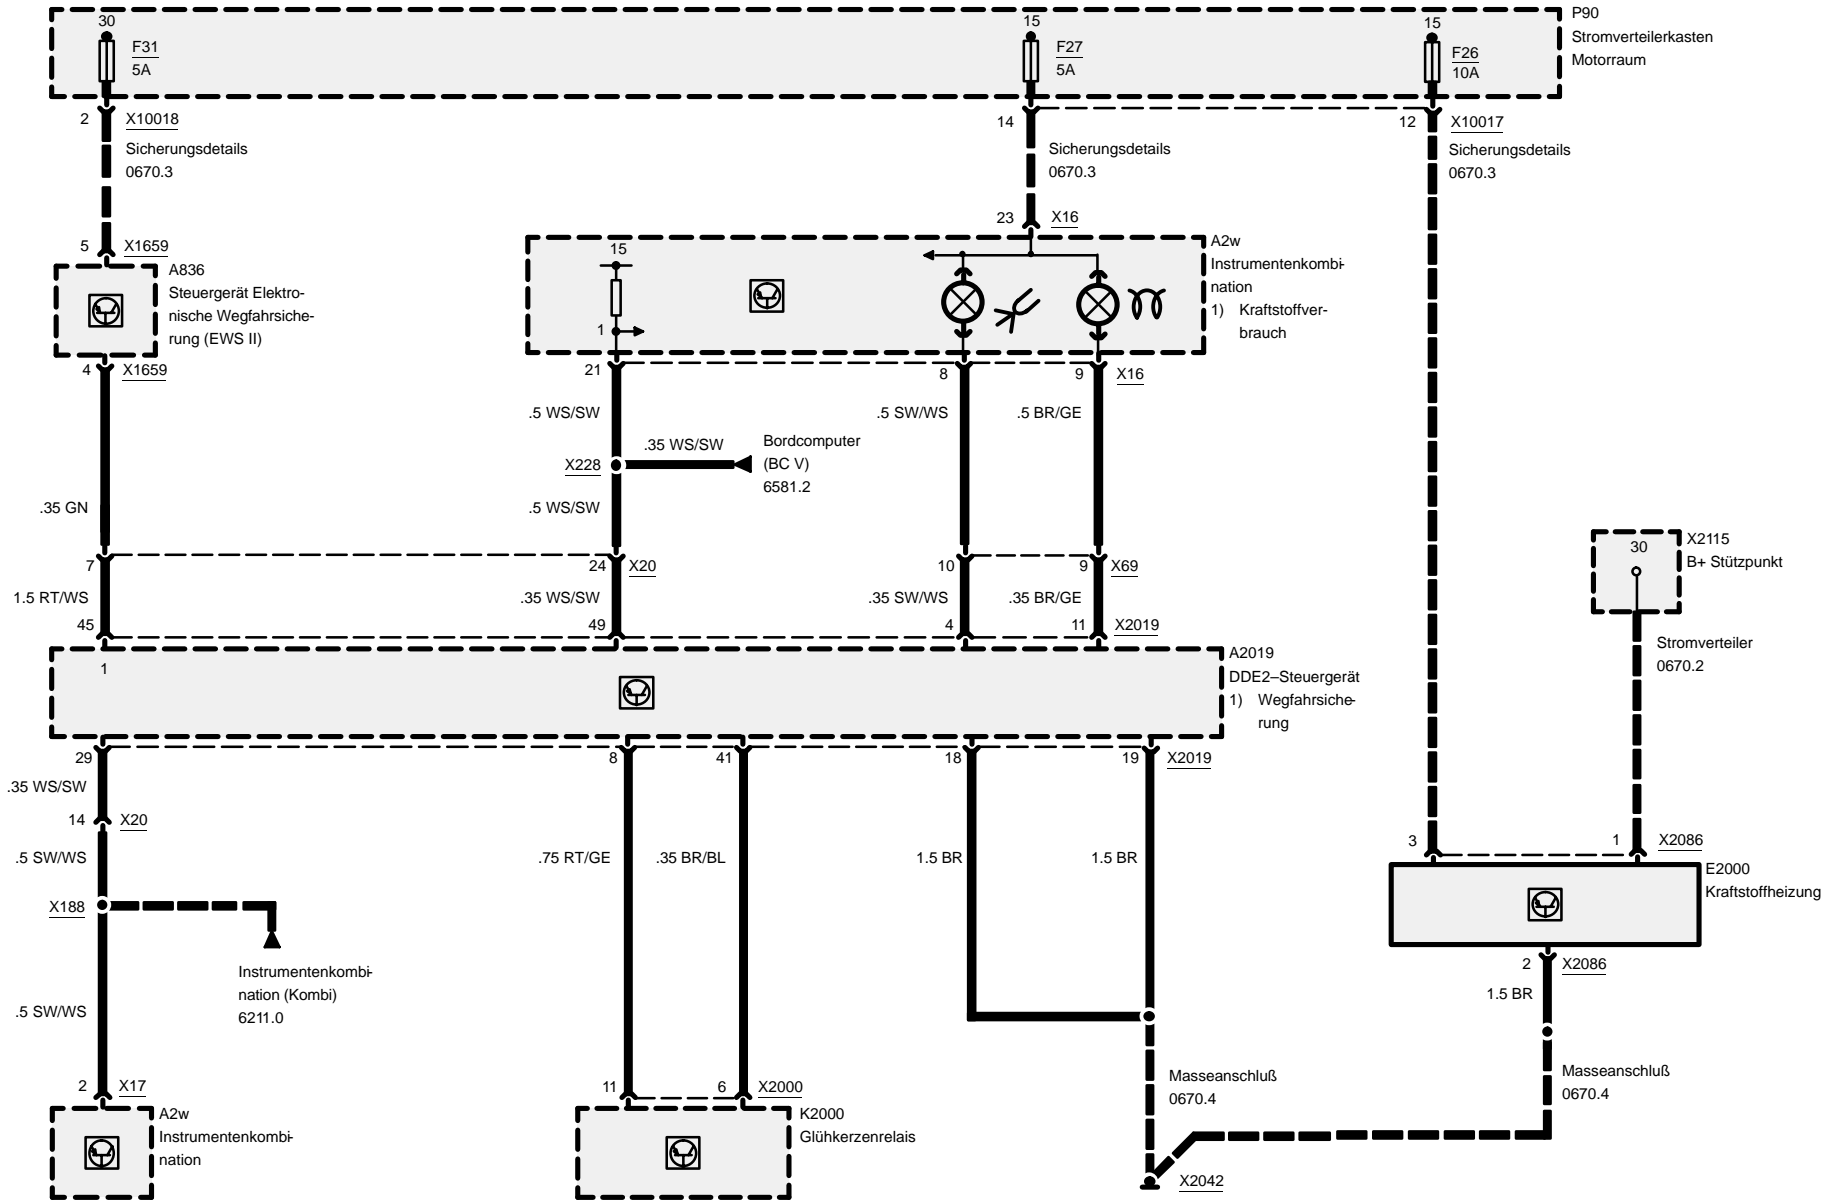 30
F31
5A
15
F27
5A
15
F26
10A
P90
Stromverteilerkasten
Motorraum
2
X10018
Sicherungsdetails
0670.3
14
Sicherungsdetails
0670.3
12
X10017
Sicherungsdetails
0670.3
5
X1659
A836
Steuergerät Elektro-
nische Wegfahrsiche-
rung (EWS II)
4
X1659
23
X16
15
1
A2w
Instrumentenkombi-
nation
1) Kraftstoffver-
brauch
21
8
9
X16
.5 WS/SW
.5 SW/WS
.5 BR/GE
.35 WS/SW
Bordcomputer
(BC V)
6581.2
X228
.35 GN
.5 WS/SW
7
24
X20
10
9
X69
1.5 RT/WS
.35 WS/SW
.35 SW/WS
.35 BR/GE
45
49
4
11
X2019
30
X2115
B+ Stützpunkt
Stromverteiler
0670.2
1
A2019
DDE2–Steuergerät
1) Wegfahrsiche-
rung
29
8
41
18
19
X2019
.35 WS/SW
14
X20
.5 SW/WS
.75 RT/GE
.35 BR/BL
1.5 BR
1.5 BR
3
1
X2086
E2000
Kraftstoffheizung
X188
Instrumentenkombi-
nation (Kombi)
6211.0
2
X2086
1.5 BR
.5 SW/WS
2
X17
A2w
Instrumentenkombi-
nation
11
6
X2000
K2000
Glühkerzenrelais
Masseanschluß
0670.4
Masseanschluß
0670.4
X2042